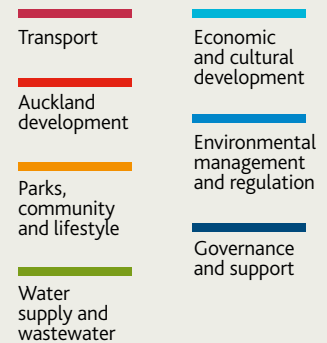 Transport
Auckland
development
Parks,
community
and lifestyle
Water
supply and
wastewater
Economic
and cultural
development
Environmental
management
and regulation
Governance
and support